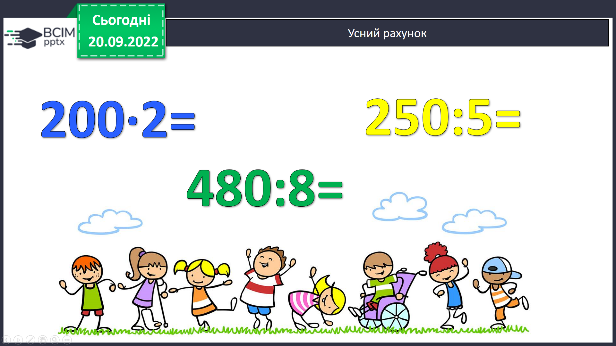 ВСІМ
pptx
Сьогодні
20.09.2022
Усний рахунок
200·2=
250:5=
480:8=